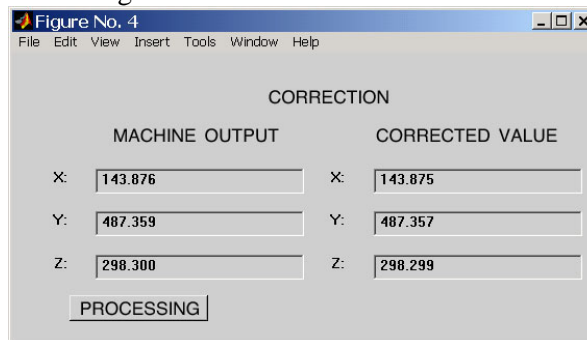 Figure No. 4
File Edit View Insert Tools Window Help
CORRECTION
MACHINE OUTPUT CORRECTED VALUE
X: 143.876 X: 143.875
Y: 487.359 Y: 487.357
Z: 298.300 Z: 298.299
PROCESSING